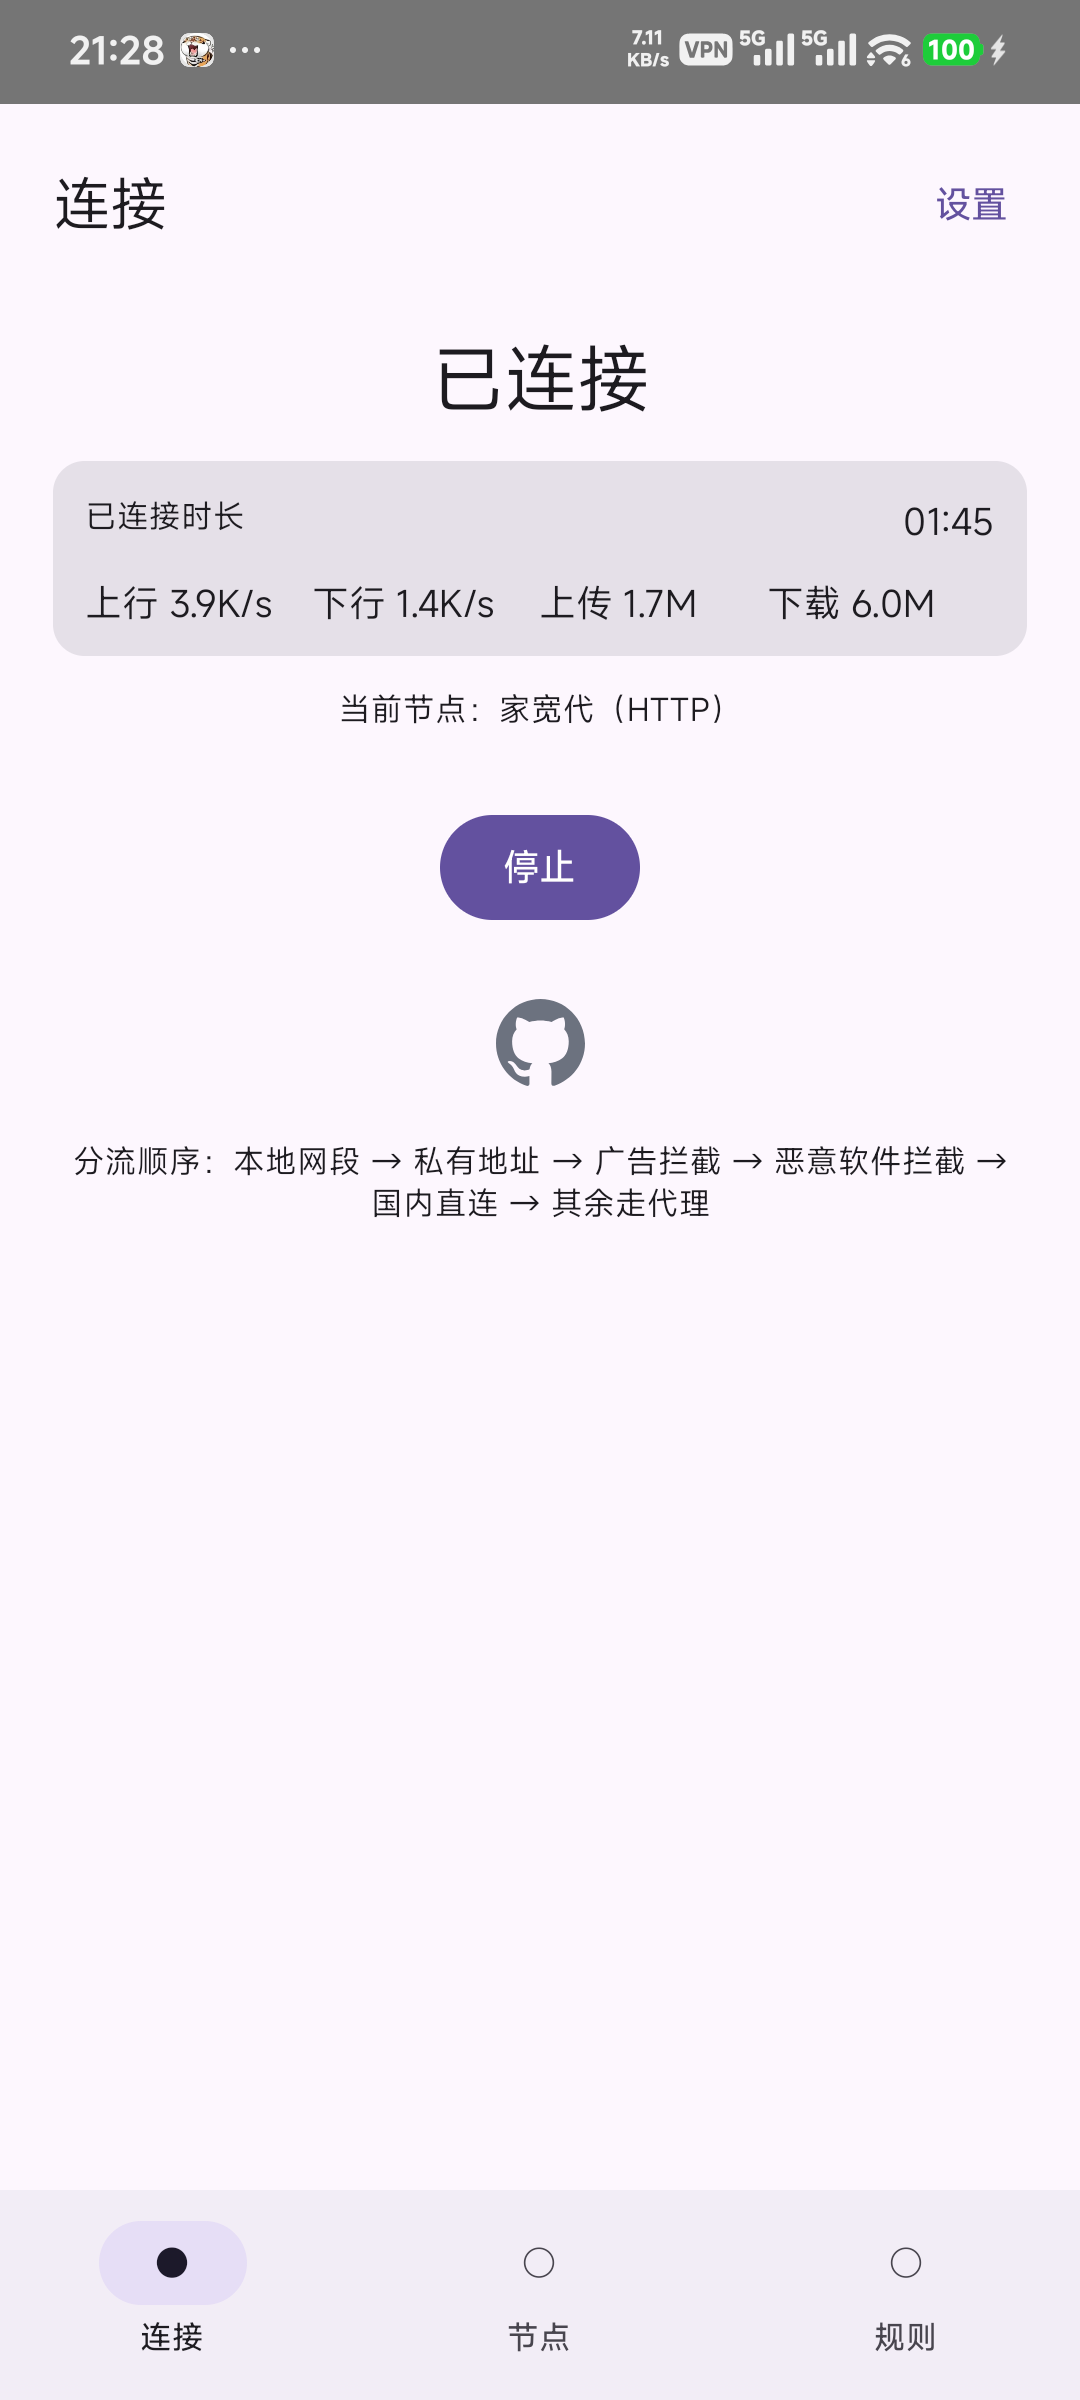 21:28 ... 7.11 KB/s VPN 5G 5G 6 100
连接 设置
已连接
已连接时长 01:45
上行 3.9K/s 下行 1.4K/s 上传 1.7M 下载 6.0M
当前节点：家宽代（HTTP）
停止
分流顺序：本地网段 → 私有地址 → 广告拦截 → 恶意软件拦截 →
国内直连 → 其余走代理
连接 节点 规则